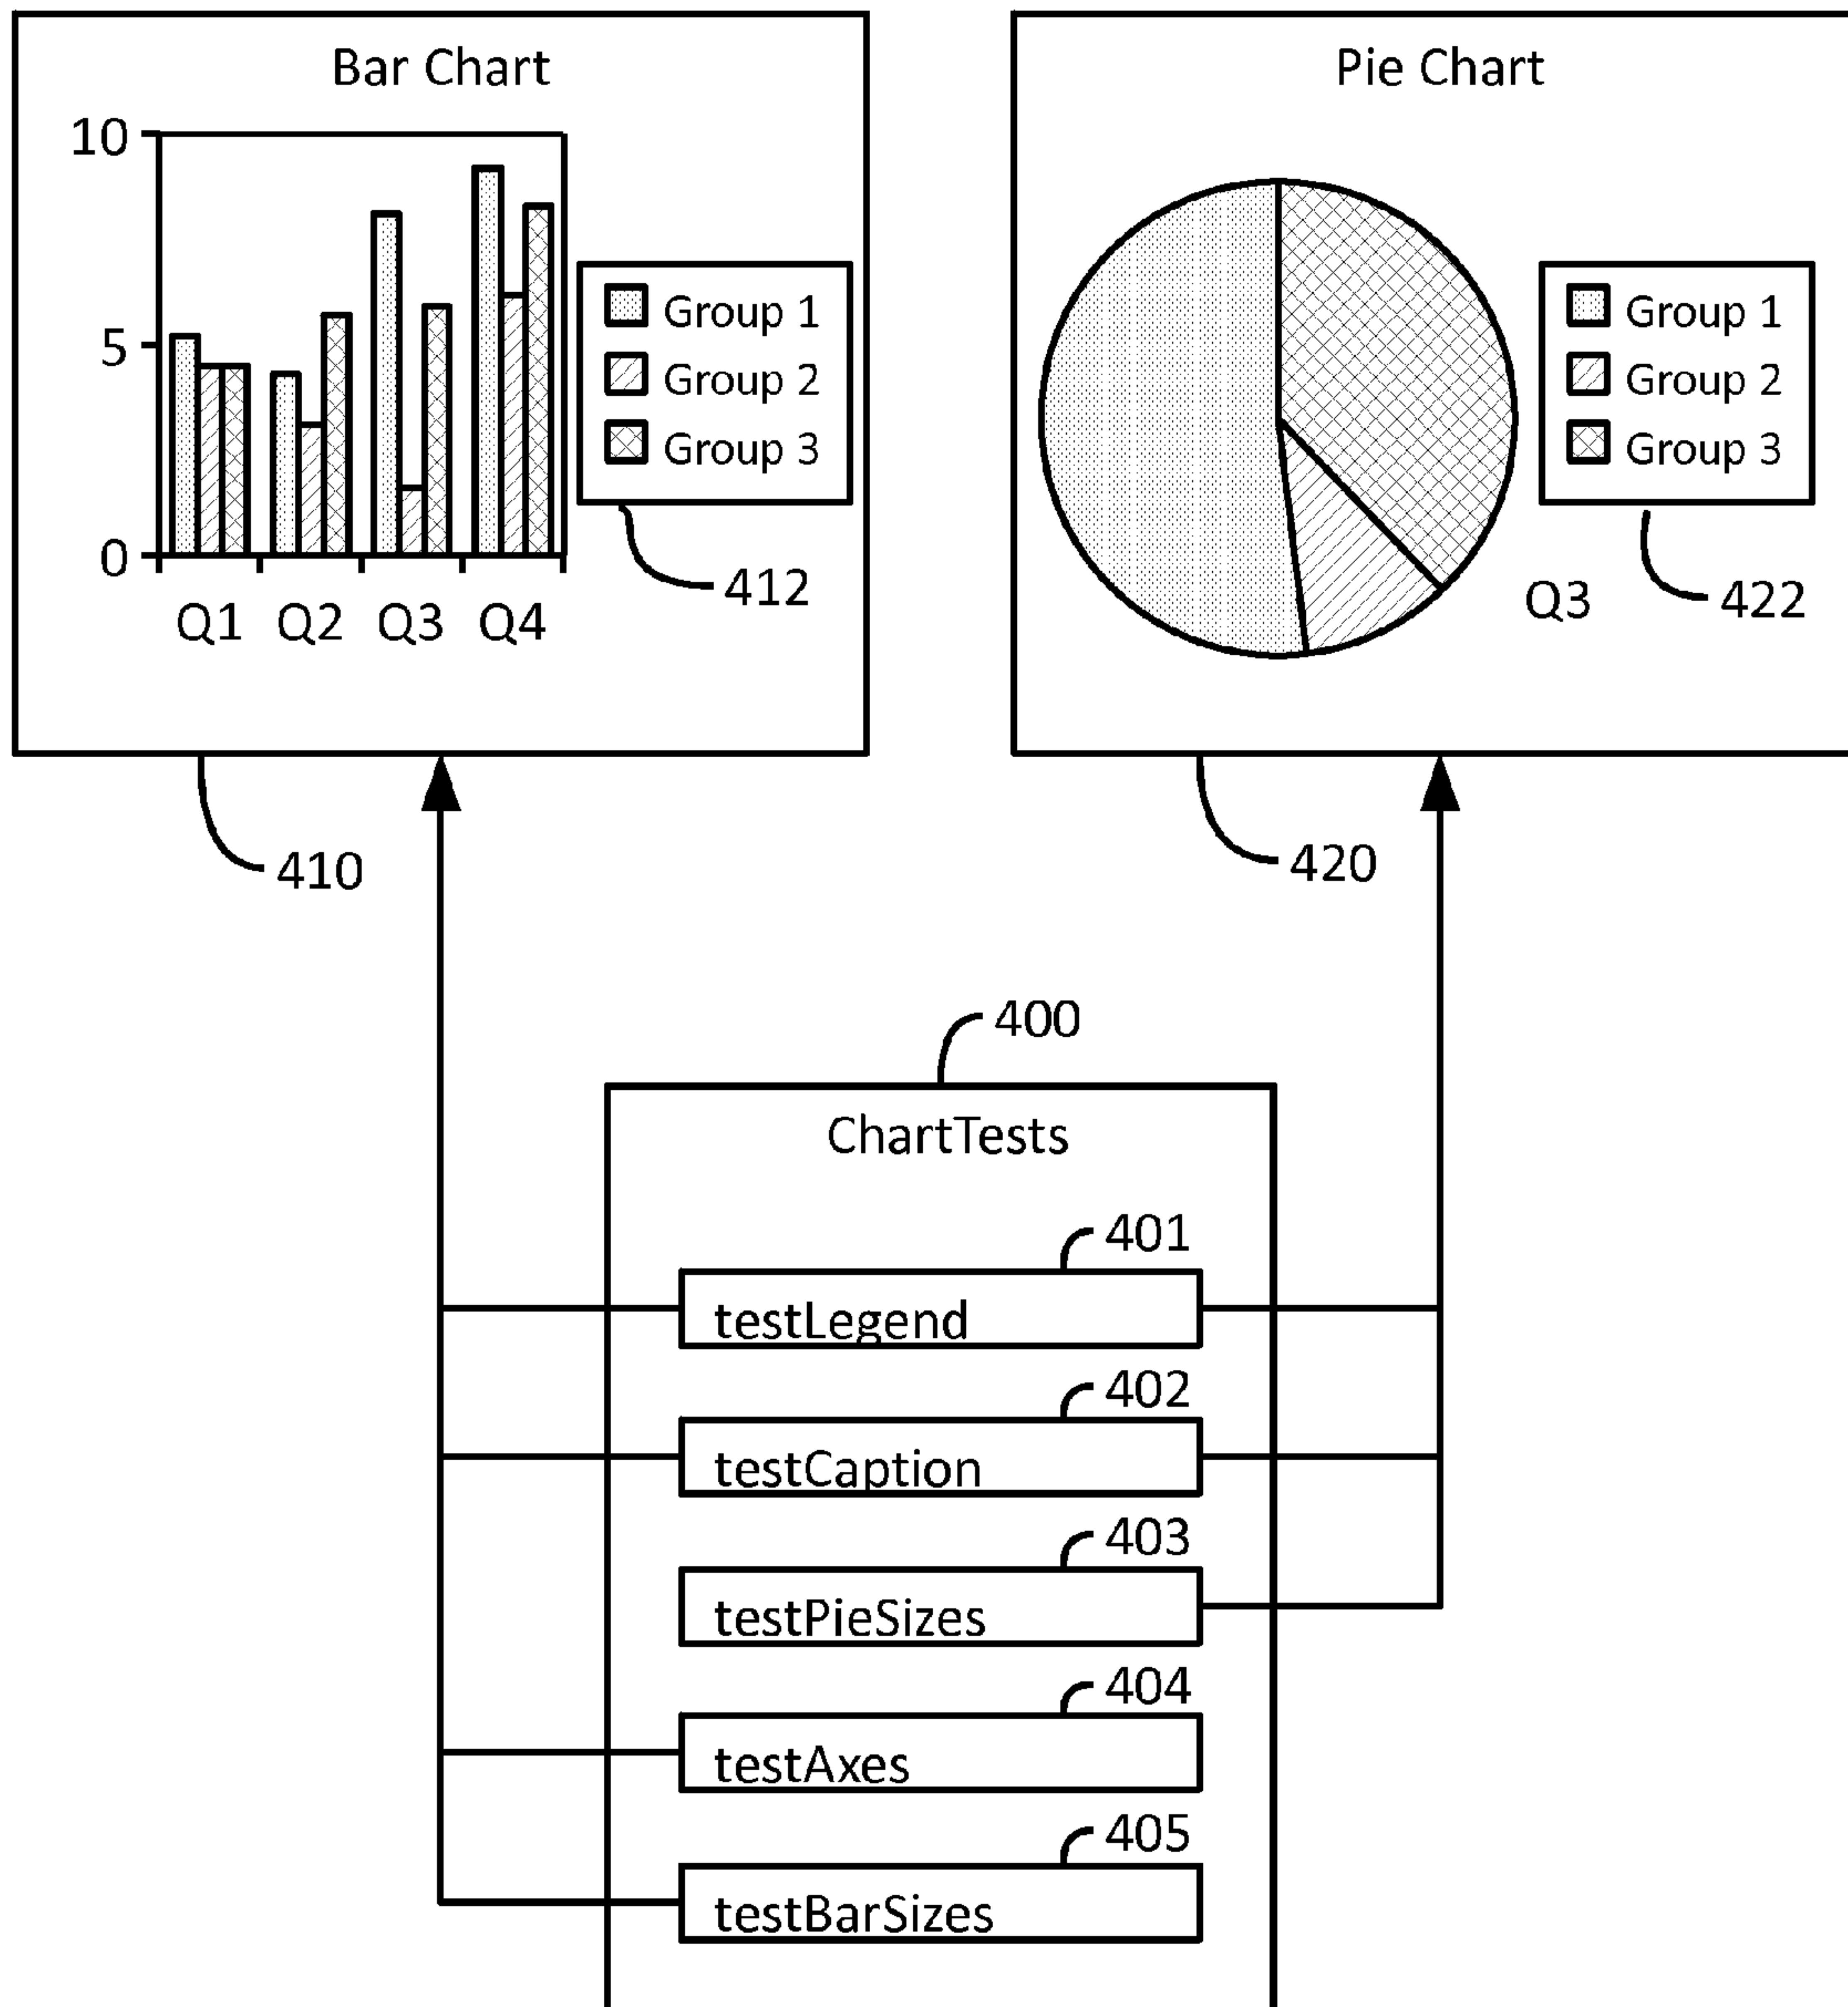 Bar Chart
10
5
0
Q1 Q2 Q3 Q4
Group 1
Group 2
Group 3
412
410
Pie Chart
Group 1
Group 2
Group 3
Q3
422
420
400
ChartTests
401
testLegend
402
testCaption
403
testPieSizes
404
testAxes
405
testBarSizes